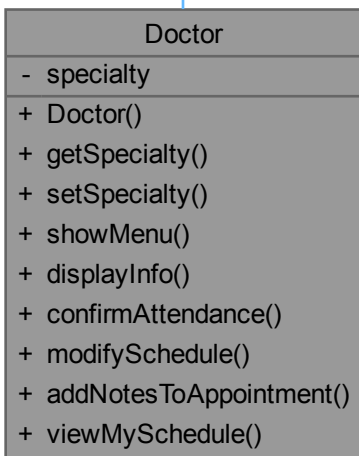 Doctor
- specialty
+ Doctor()
+ getSpecialty()
+ setSpecialty()
+ showMenu()
+ displayInfo()
+ confirmAttendance()
+ modifySchedule()
+ addNotesToAppointment()
+ viewMySchedule()